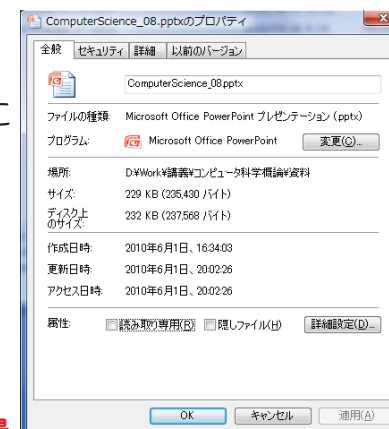 ComputerScience_08.pptxのプロパティ
全般 セキュリティ 詳細 以前のバージョン
ComputerScience_08.pptx
に
ファイルの種類: Microsoft Office PowerPoint プレゼンテーション (.pptx)
プログラム: Microsoft Office PowerPoint 変更(C)...
場所: D:¥Work¥講義¥コンピュータ科学概論¥資料
サイズ: 229 KB (235,430 バイト)
ディスク上
のサイズ: 232 KB (237,568 バイト)
作成日時: 2010年6月1日、16:34:03
更新日時: 2010年6月1日、20:02:26
アクセス日時: 2010年6月1日、20:02:26
属性: 読み取り専用(R) 隠しファイル(H) 詳細設定(D)...
OK キャンセル 適用(A)